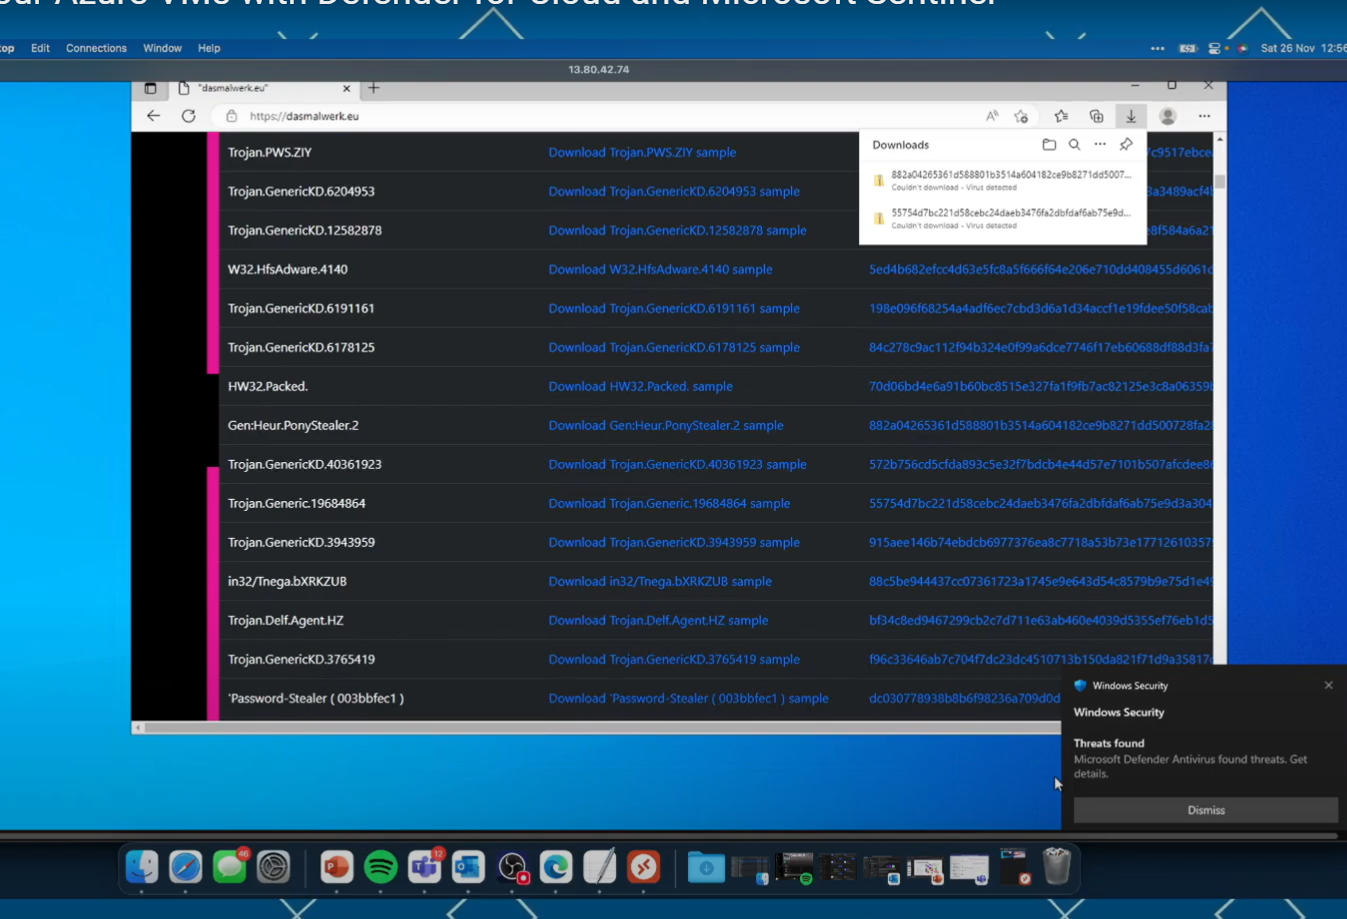 our Azure VMs with Defender for Cloud and Microsoft Sentinel
top Edit Connections Window Help
Sat 26 Nov 12:56
13.80.42.74
"dasmalwerk.eu"
https://dasmalwerk.eu
Downloads
882a04265361d588801b3514a604182ce9b8271dd5007...
Couldn't download - Virus detected
55754d7bc221d58cebc24daeb3476fa2dbfdaf6ab75e9d...
Couldn't download - Virus detected
Trojan.PWS.ZIY Download Trojan.PWS.ZIY sample 7c9517ebce
Trojan.GenericKD.6204953 Download Trojan.GenericKD.6204953 sample 3a3489acf4
Trojan.GenericKD.12582878 Download Trojan.GenericKD.12582878 sample e8f584a6a21
W32.HfsAdware.4140 Download W32.HfsAdware.4140 sample 5ed4b682efcc4d63e5fc8a5f666f64e206e710dd408455d6061c
Trojan.GenericKD.6191161 Download Trojan.GenericKD.6191161 sample 198e096f68254a4adf6ec7cbd3d6a1d34accf1e19fdee50f58cab
Trojan.GenericKD.6178125 Download Trojan.GenericKD.6178125 sample 84c278c9ac112f94b324e0f99a6dce7746f17eb60688df88d3fa7
HW32.Packed. Download HW32.Packed. sample 70d06bd4e6a91b60bc8515e327fa1f9fb7ac82125e3c8a06359
Gen:Heur.PonyStealer.2 Download Gen:Heur.PonyStealer.2 sample 882a04265361d588801b3514a604182ce9b8271dd500728fa2
Trojan.GenericKD.40361923 Download Trojan.GenericKD.40361923 sample 572b756cd5cfda893c5e32f7bdcb4e44d57e7101b507afcdee8
Trojan.Generic.19684864 Download Trojan.Generic.19684864 sample 55754d7bc221d58cebc24daeb3476fa2dbfdaf6ab75e9d3a304
Trojan.GenericKD.3943959 Download Trojan.GenericKD.3943959 sample 915aee146b74ebdcb6977376ea8c7718a53b73e17712610357
in32/Tnega.bXRKZUB Download in32/Tnega.bXRKZUB sample 88c5be944437cc07361723a1745e9e643d54c8579b9e75d1e4
Trojan.Delf.Agent.HZ Download Trojan.Delf.Agent.HZ sample bf34c8ed9467299cb2c7d711e63ab460e4039d5355ef76eb1d5
Trojan.GenericKD.3765419 Download Trojan.GenericKD.3765419 sample f96c33646ab7c704f7dc23dc4510713b150da821f71d9a35817
'Password-Stealer ( 003bbfec1 ) Download 'Password-Stealer ( 003bbfec1 ) sample dc030778938b8b6f98236a709d0d
Windows Security
Windows Security
Threats found
Microsoft Defender Antivirus found threats. Get
details.
Dismiss
46
12